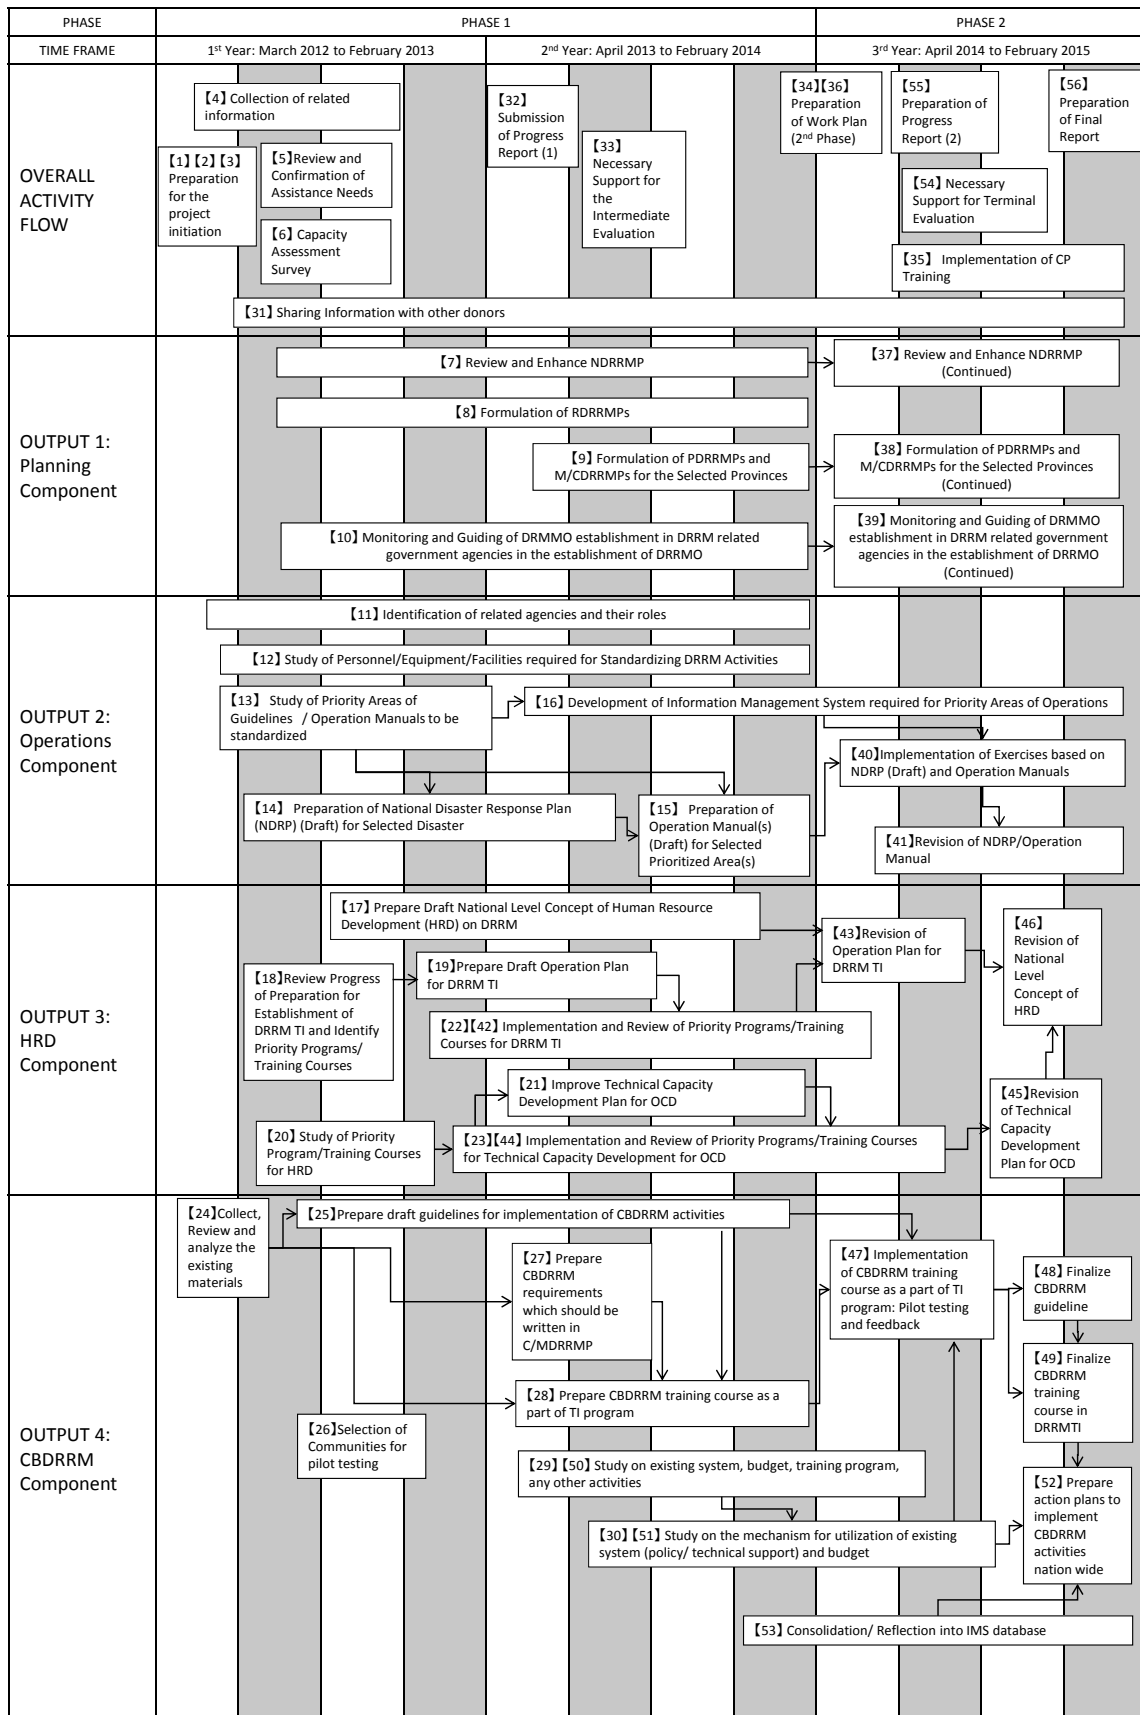 PHASE
PHASE 1
PHASE 2
TIME FRAME
1st Year: March 2012 to February 2013
2nd Year: April 2013 to February 2014
3rd Year: April 2014 to February 2015
OVERALL
ACTIVITY
FLOW
【4】Collection of related
information
【1】【2】【3】
Preparation
for the
project
initiation
【5】Review and
Confirmation of
Assistance Needs
【6】Capacity
Assessment
Survey
【32】
Submission
of Progress
Report (1)
【33】
Necessary
Support for
the
Intermediate
Evaluation
【34】【36】
Preparation
of Work Plan
(2nd Phase)
【55】
Preparation of
Progress
Report (2)
【56】
Preparation
of Final
Report
【54】Necessary
Support for Terminal
Evaluation
【35】 Implementation of CP
Training
【31】Sharing Information with other donors
OUTPUT 1:
Planning
Component
【7】Review and Enhance NDRRMP
【37】Review and Enhance NDRRMP
(Continued)
【8】Formulation of RDRRMPs
【9】Formulation of PDRRMPs and
M/CDRRMPs for the Selected Provinces
【38】Formulation of PDRRMPs and
M/CDRRMPs for the Selected Provinces
(Continued)
【10】Monitoring and Guiding of DRMMO establishment in DRRM related
government agencies in the establishment of DRRMO
【39】Monitoring and Guiding of DRMMO
establishment in DRRM related government
agencies in the establishment of DRRMO
(Continued)
OUTPUT 2:
Operations
Component
【11】Identification of related agencies and their roles
【12】Study of Personnel/Equipment/Facilities required for Standardizing DRRM Activities
【13】 Study of Priority Areas of
Guidelines / Operation Manuals to be
standardized
【16】Development of Information Management System required for Priority Areas of Operations
【40】Implementation of Exercises based on
NDRP (Draft) and Operation Manuals
【14】 Preparation of National Disaster Response Plan
(NDRP) (Draft) for Selected Disaster
【15】 Preparation of
Operation Manual(s)
(Draft) for Selected
Prioritized Area(s)
【41】Revision of NDRP/Operation
Manual
OUTPUT 3:
HRD
Component
【17】Prepare Draft National Level Concept of Human Resource
Development (HRD) on DRRM
【43】Revision of
Operation Plan for
DRRM TI
【46】
Revision of
National
Level
Concept of
HRD
【18】Review Progress
of Preparation for
Establishment of
DRRM TI and Identify
Priority Programs/
Training Courses
【19】Prepare Draft Operation Plan
for DRRM TI
【22】【42】Implementation and Review of Priority Programs/Training
Courses for DRRM TI
【21】Improve Technical Capacity
Development Plan for OCD
【20】Study of Priority
Program/Training Courses
for HRD
【23】【44】Implementation and Review of Priority Programs/Training Courses
for Technical Capacity Development for OCD
【45】Revision
of Technical
Capacity
Development
Plan for OCD
OUTPUT 4:
CBDRRM
Component
【24】Collect,
Review and
analyze the
existing
materials
【25】Prepare draft guidelines for implementation of CBDRRM activities
【27】Prepare
CBDRRM
requirements
which should be
written in
C/MDRRMP
【47】Implementation
of CBDRRM training
course as a part of TI
program: Pilot testing
and feedback
【48】Finalize
CBDRRM
guideline
【49】Finalize
CBDRRM
training
course in
DRRMTI
【28】Prepare CBDRRM training course as a
part of TI program
【26】Selection of
Communities for
pilot testing
【29】【50】Study on existing system, budget, training program,
any other activities
【52】Prepare
action plans to
implement
CBDRRM
activities
nation wide
【30】【51】Study on the mechanism for utilization of existing
system (policy/ technical support) and budget
【53】Consolidation/ Reflection into IMS database